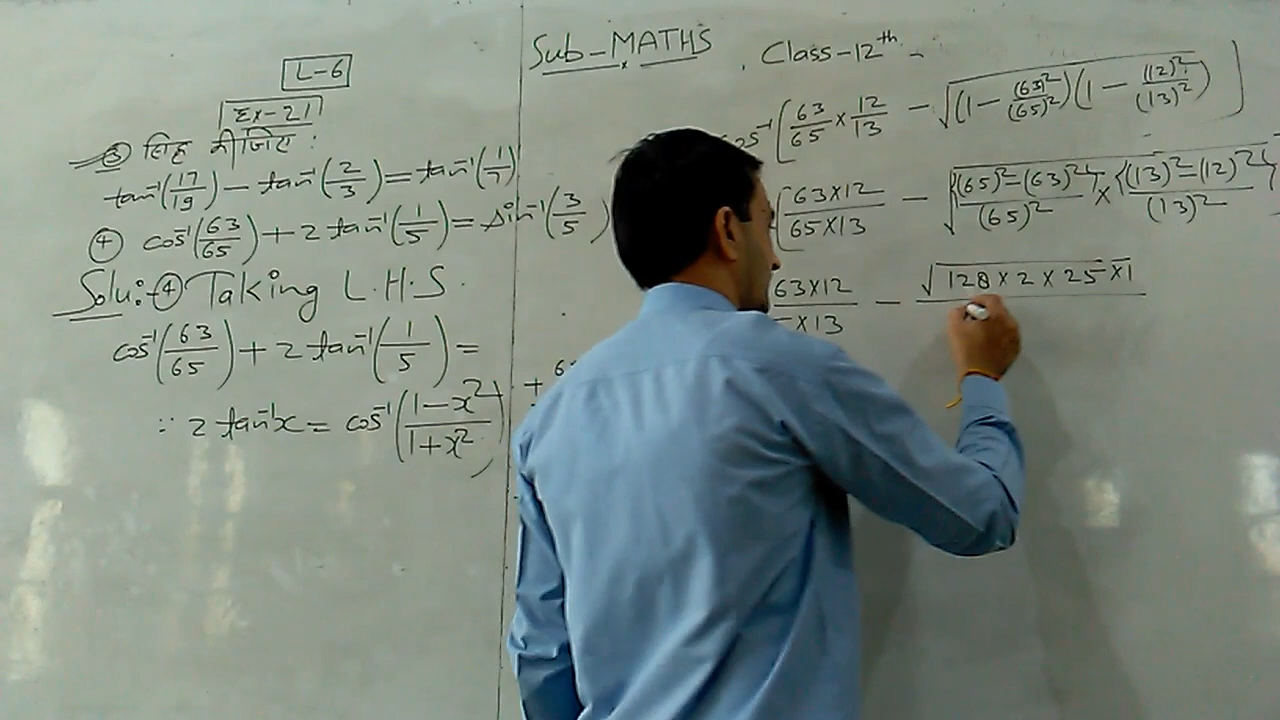 Sub-MATHS, Class-12th
L-6
Ex-2.1
③ सिद्ध कीजिए:
tan⁻¹(17/19) - tan⁻¹(2/3) = tan⁻¹(1/7)
④ cos⁻¹(63/65) + 2 tan⁻¹(1/5) = sin⁻¹(3/5)
Solu:-④ Taking L.H.S.
cos⁻¹(63/65) + 2 tan⁻¹(1/5) =
∵ 2 tan⁻¹x = cos⁻¹((1-x²)/(1+x²))
cos⁻¹[63/65 × 12/13 - √((1 - (63)²/(65)²)(1 - (12)²/(13)²))]
[63×12/65×13 - √({(65)²-(63)²}/(65)² × {(13)²-(12)²}/(13)²)
63×12/×13 - √(128×2×25×1)
+